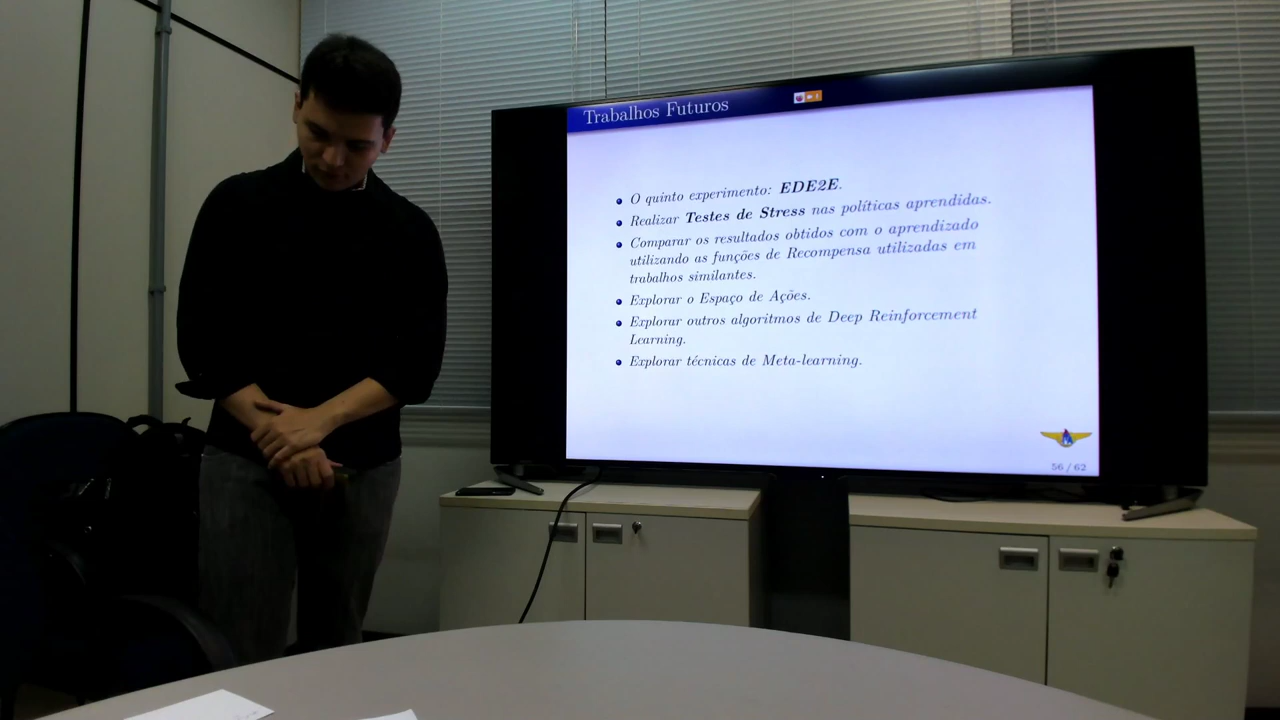 Trabalhos Futuros
O quinto experimento: EDE2E.
Realizar Testes de Stress nas políticas aprendidas.
Comparar os resultados obtidos com o aprendizado
utilizando as funções de Recompensa utilizadas em
trabalhos similantes.
Explorar o Espaço de Ações.
Explorar outros algoritmos de Deep Reinforcement
Learning.
Explorar técnicas de Meta-learning.
56 / 62